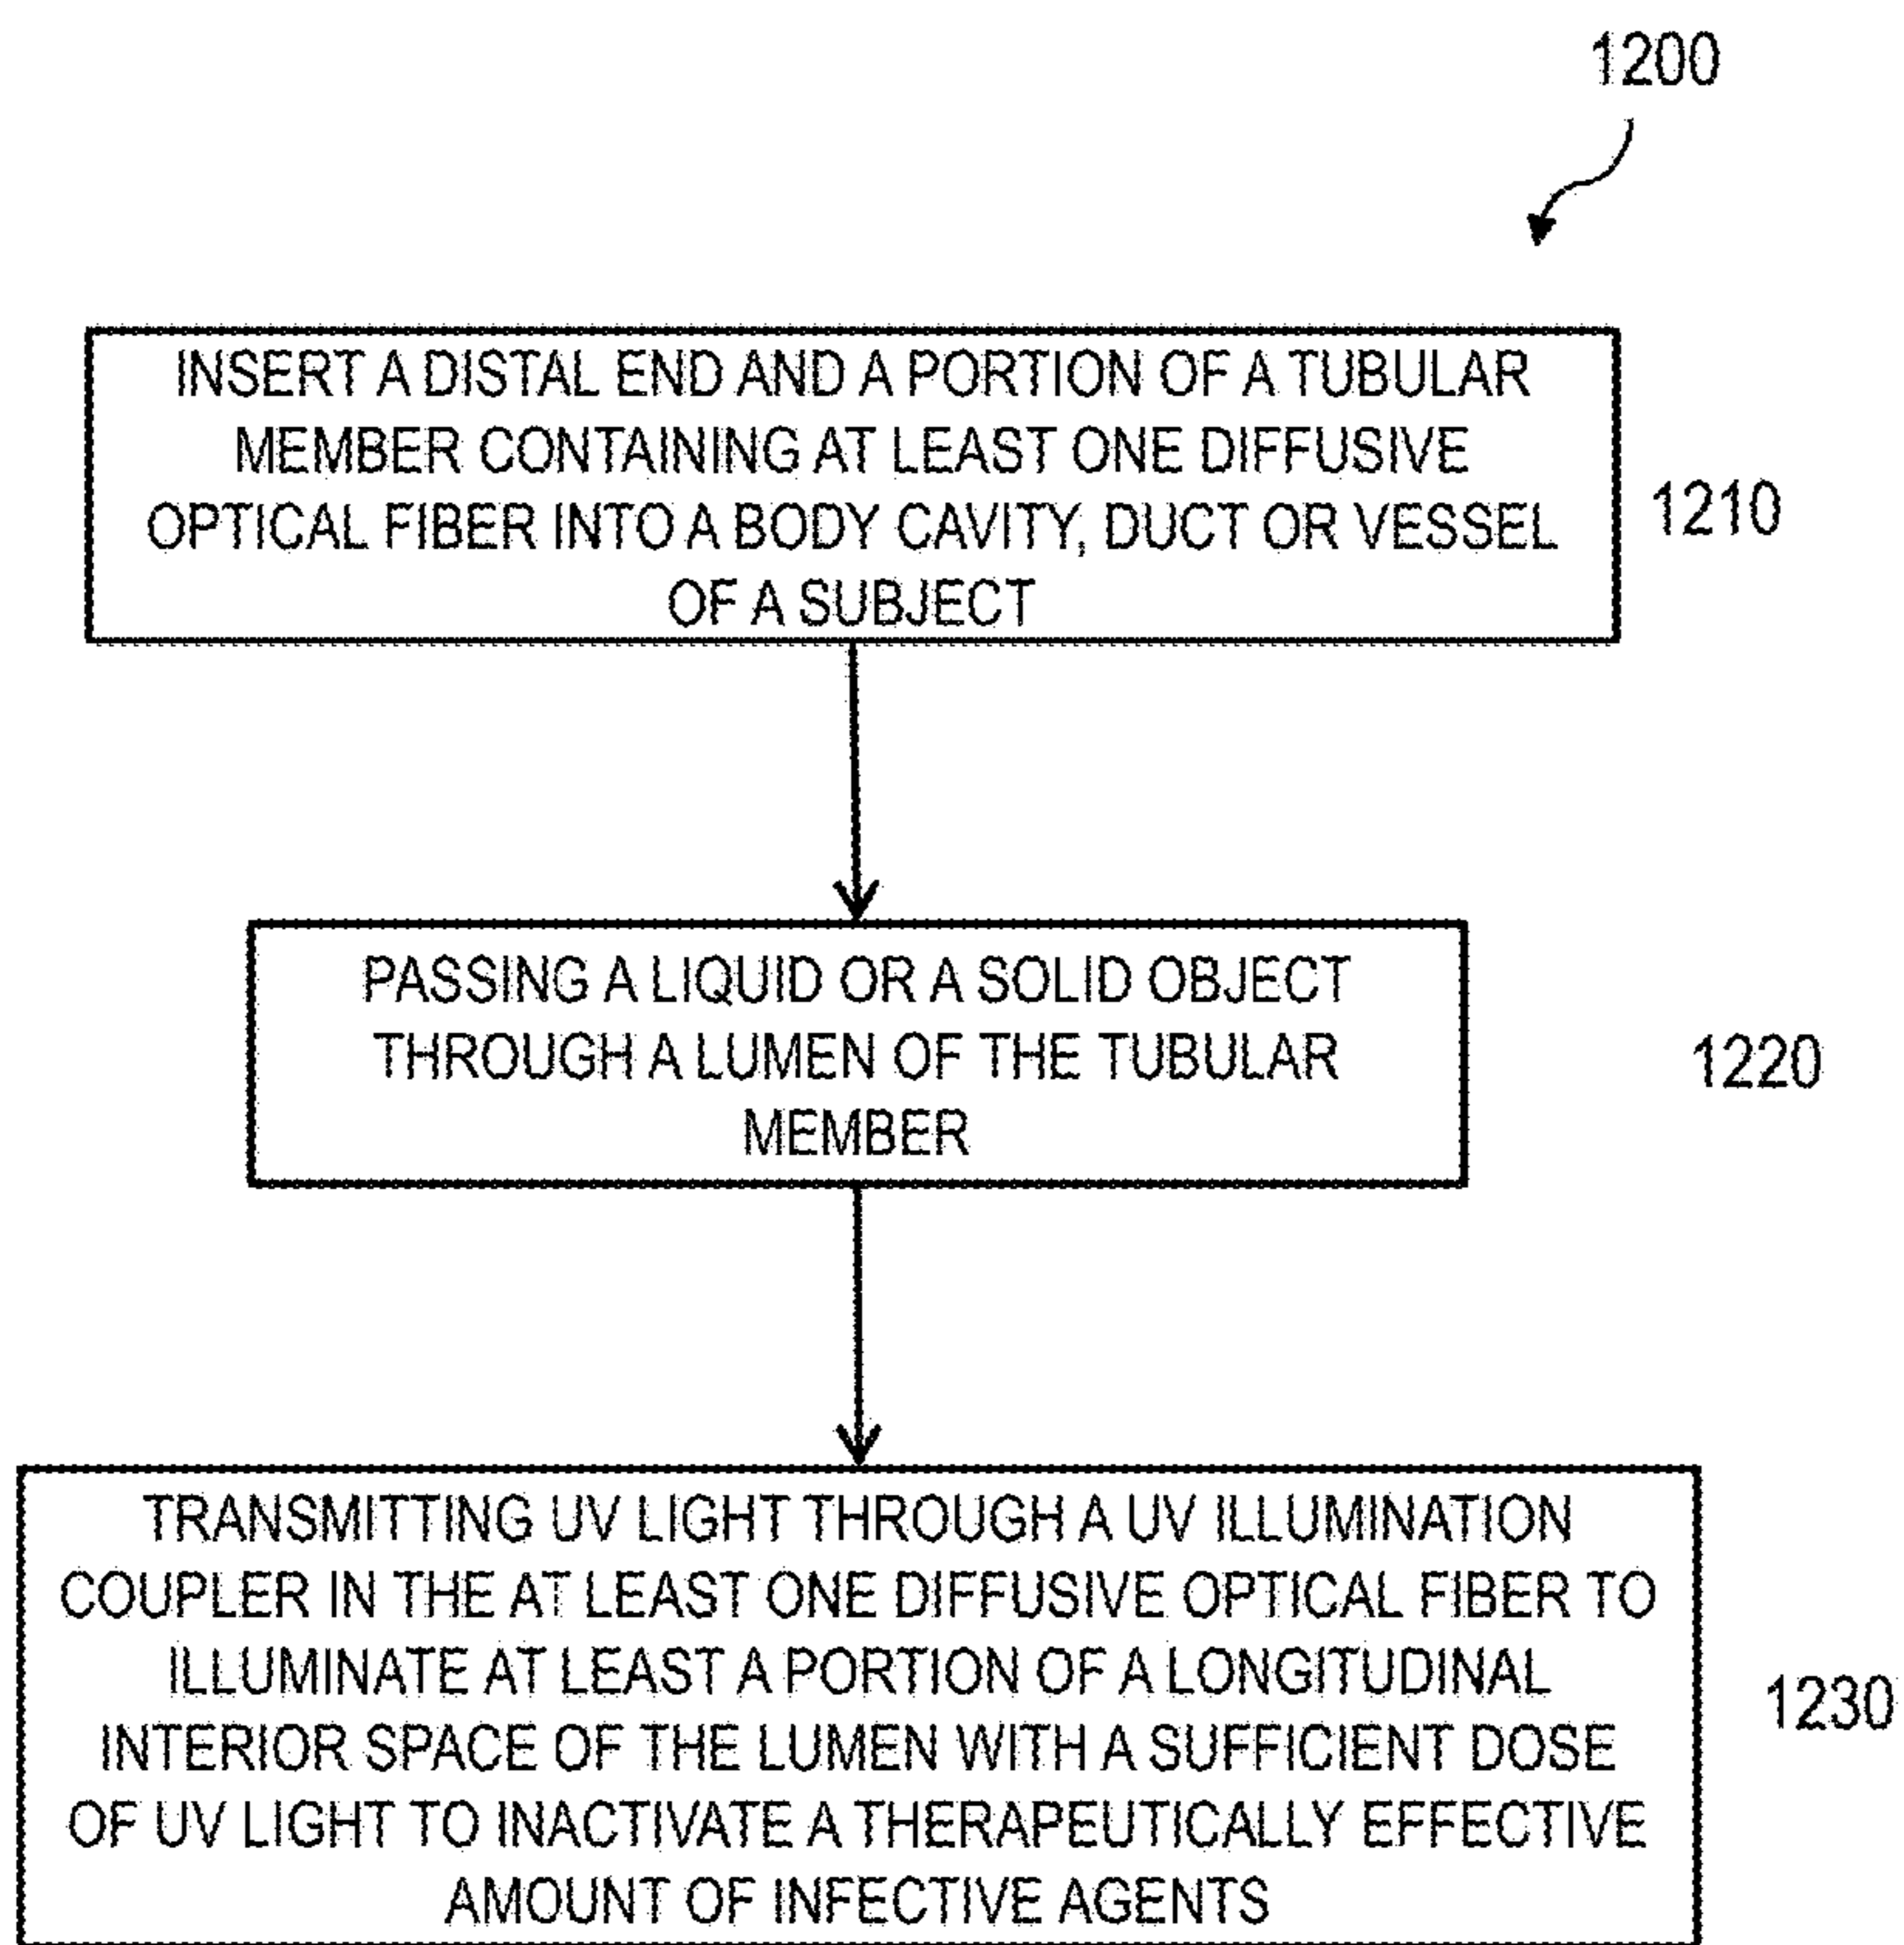 1200
INSERT A DISTAL END AND A PORTION OF A TUBULAR
MEMBER CONTAINING AT LEAST ONE DIFFUSIVE
OPTICAL FIBER INTO A BODY CAVITY, DUCT OR VESSEL
OF A SUBJECT
1210
PASSING A LIQUID OR A SOLID OBJECT
THROUGH A LUMEN OF THE TUBULAR
MEMBER
1220
TRANSMITTING UV LIGHT THROUGH A UV ILLUMINATION
COUPLER IN THE AT LEAST ONE DIFFUSIVE OPTICAL FIBER TO
ILLUMINATE AT LEAST A PORTION OF A LONGITUDINAL
INTERIOR SPACE OF THE LUMEN WITH A SUFFICIENT DOSE
OF UV LIGHT TO INACTIVATE A THERAPEUTICALLY EFFECTIVE
AMOUNT OF INFECTIVE AGENTS
1230